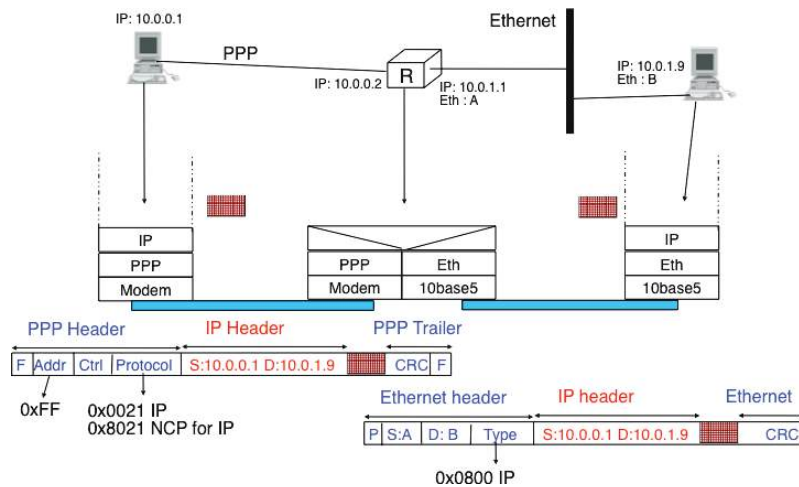 IP: 10.0.0.1
Ethernet
PPP
IP: 10.0.0.2
R
IP: 10.0.1.1
Eth : A
IP: 10.0.1.9
Eth : B
IP
PPP
Modem
PPP
Eth
Modem
10base5
IP
Eth
10base5
PPP Header
IP Header
PPP Trailer
F Addr Ctrl Protocol S:10.0.0.1 D:10.0.1.9 CRC F
0xFF
0x0021 IP
0x8021 NCP for IP
Ethernet header
IP header
Ethernet
P S:A D: B Type S:10.0.0.1 D:10.0.1.9 CRC
0x0800 IP